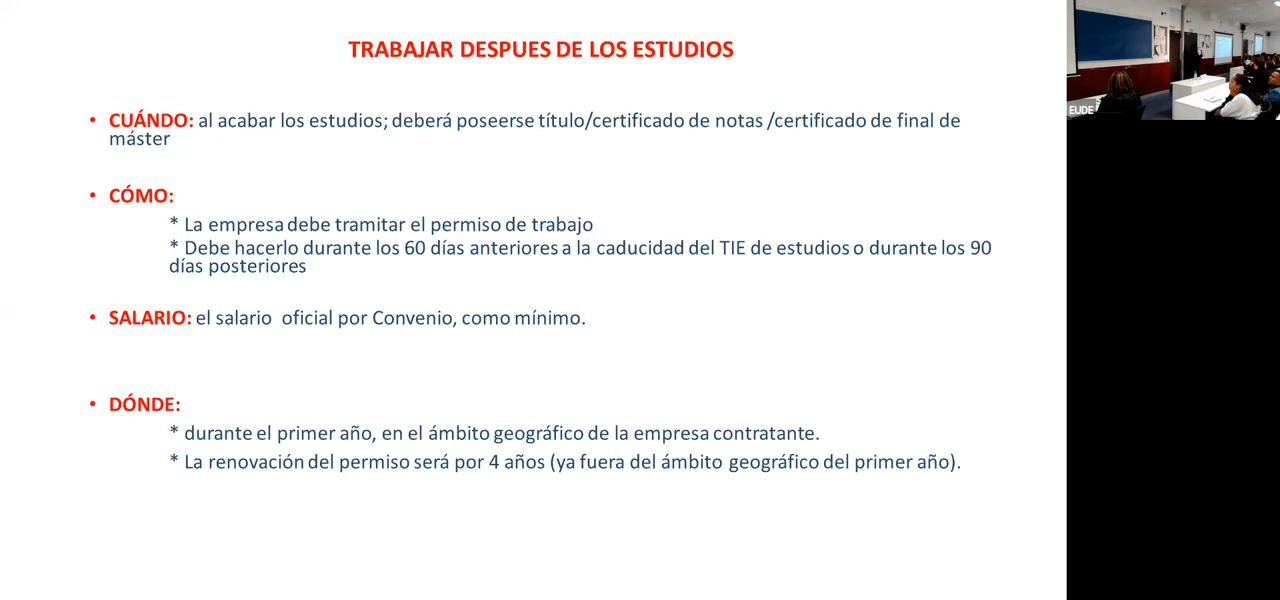 TRABAJAR DESPUES DE LOS ESTUDIOS
• CUÁNDO: al acabar los estudios; deberá poseerse título/certificado de notas /certificado de final de
máster
• CÓMO:
* La empresa debe tramitar el permiso de trabajo
* Debe hacerlo durante los 60 días anteriores a la caducidad del TIE de estudios o durante los 90
días posteriores
• SALARIO: el salario oficial por Convenio, como mínimo.
• DÓNDE:
* durante el primer año, en el ámbito geográfico de la empresa contratante.
* La renovación del permiso será por 4 años (ya fuera del ámbito geográfico del primer año).
EUDE